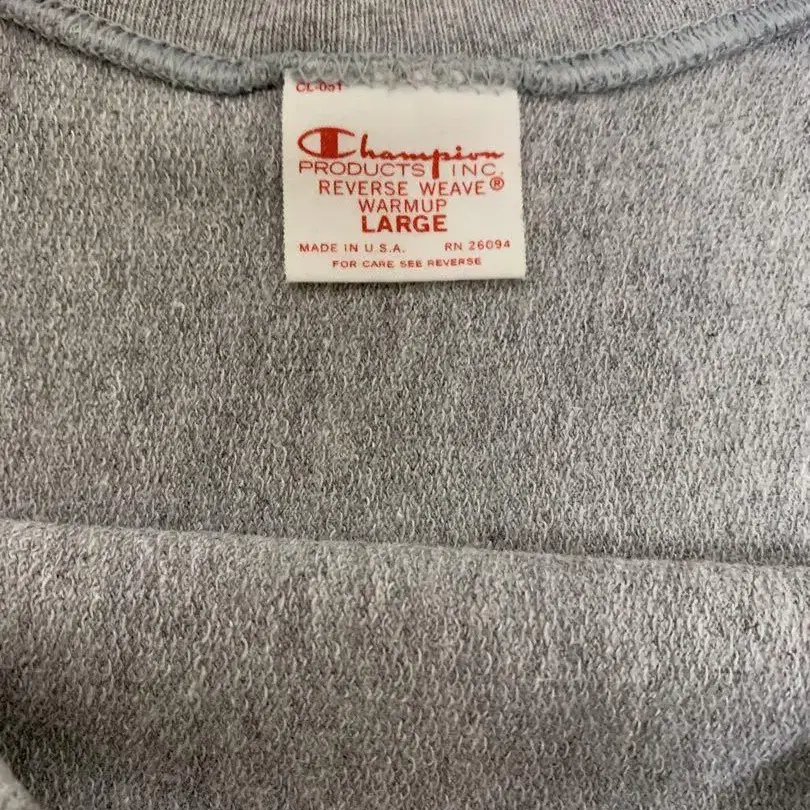 CL-051
Champion
PRODUCTS INC.
REVERSE WEAVE®
WARMUP
LARGE
MADE IN U.S.A. RN 26094
FOR CARE SEE REVERSE